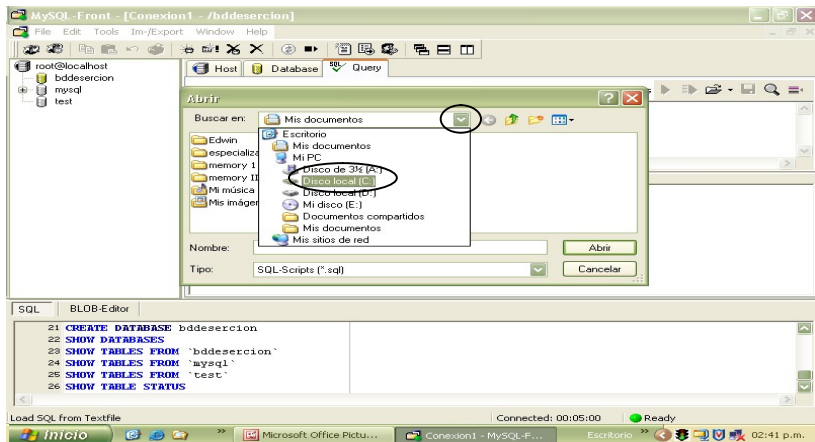 MySQL-Front - [Conexion1 - /bddesercion]
File Edit Tools Im-/Export Window Help
root@localhost
bddesercion
mysql
test
Host Database SQL Query
Abrir
Buscar en: Mis documentos
Edwin
memory 1
memory II
Mi música
Escritorio
Mis documentos
Mi PC
Disco de 3½ (A:)
Disco local (C:)
Disco local (D:)
Mi disco (E:)
Documentos compartidos
Mis documentos
Mis sitios de red
Nombre: Abrir
Tipo: SQL-Scripts (*.sql) Cancelar
SQL BLOB-Editor
21 CREATE DATABASE bddesercion
22 SHOW DATABASES
23 SHOW TABLES FROM `bddesercion`
24 SHOW TABLES FROM `mysql`
25 SHOW TABLES FROM `test`
26 SHOW TABLE STATUS
Load SQL from Textfile Connected: 00:05:00 Ready
Inicio » Microsoft Office Pictu... Conexion1 - MySQL-F... Escritorio » 02:41 p.m.